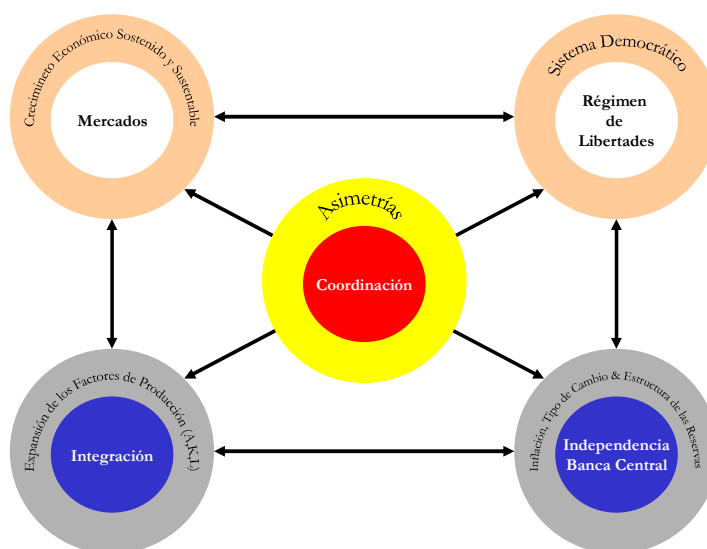 Crecimineto Económico Sostenido y Sustentable
Mercados
Sistema Democrático
Régimen
de
Libertades
Asimetrías
Coordinación
Expansión de los Factores de Producción (A,K,L)
Integración
Inflación, Tipo de Cambio & Estructura de las Reservas
Independencia
Banca Central